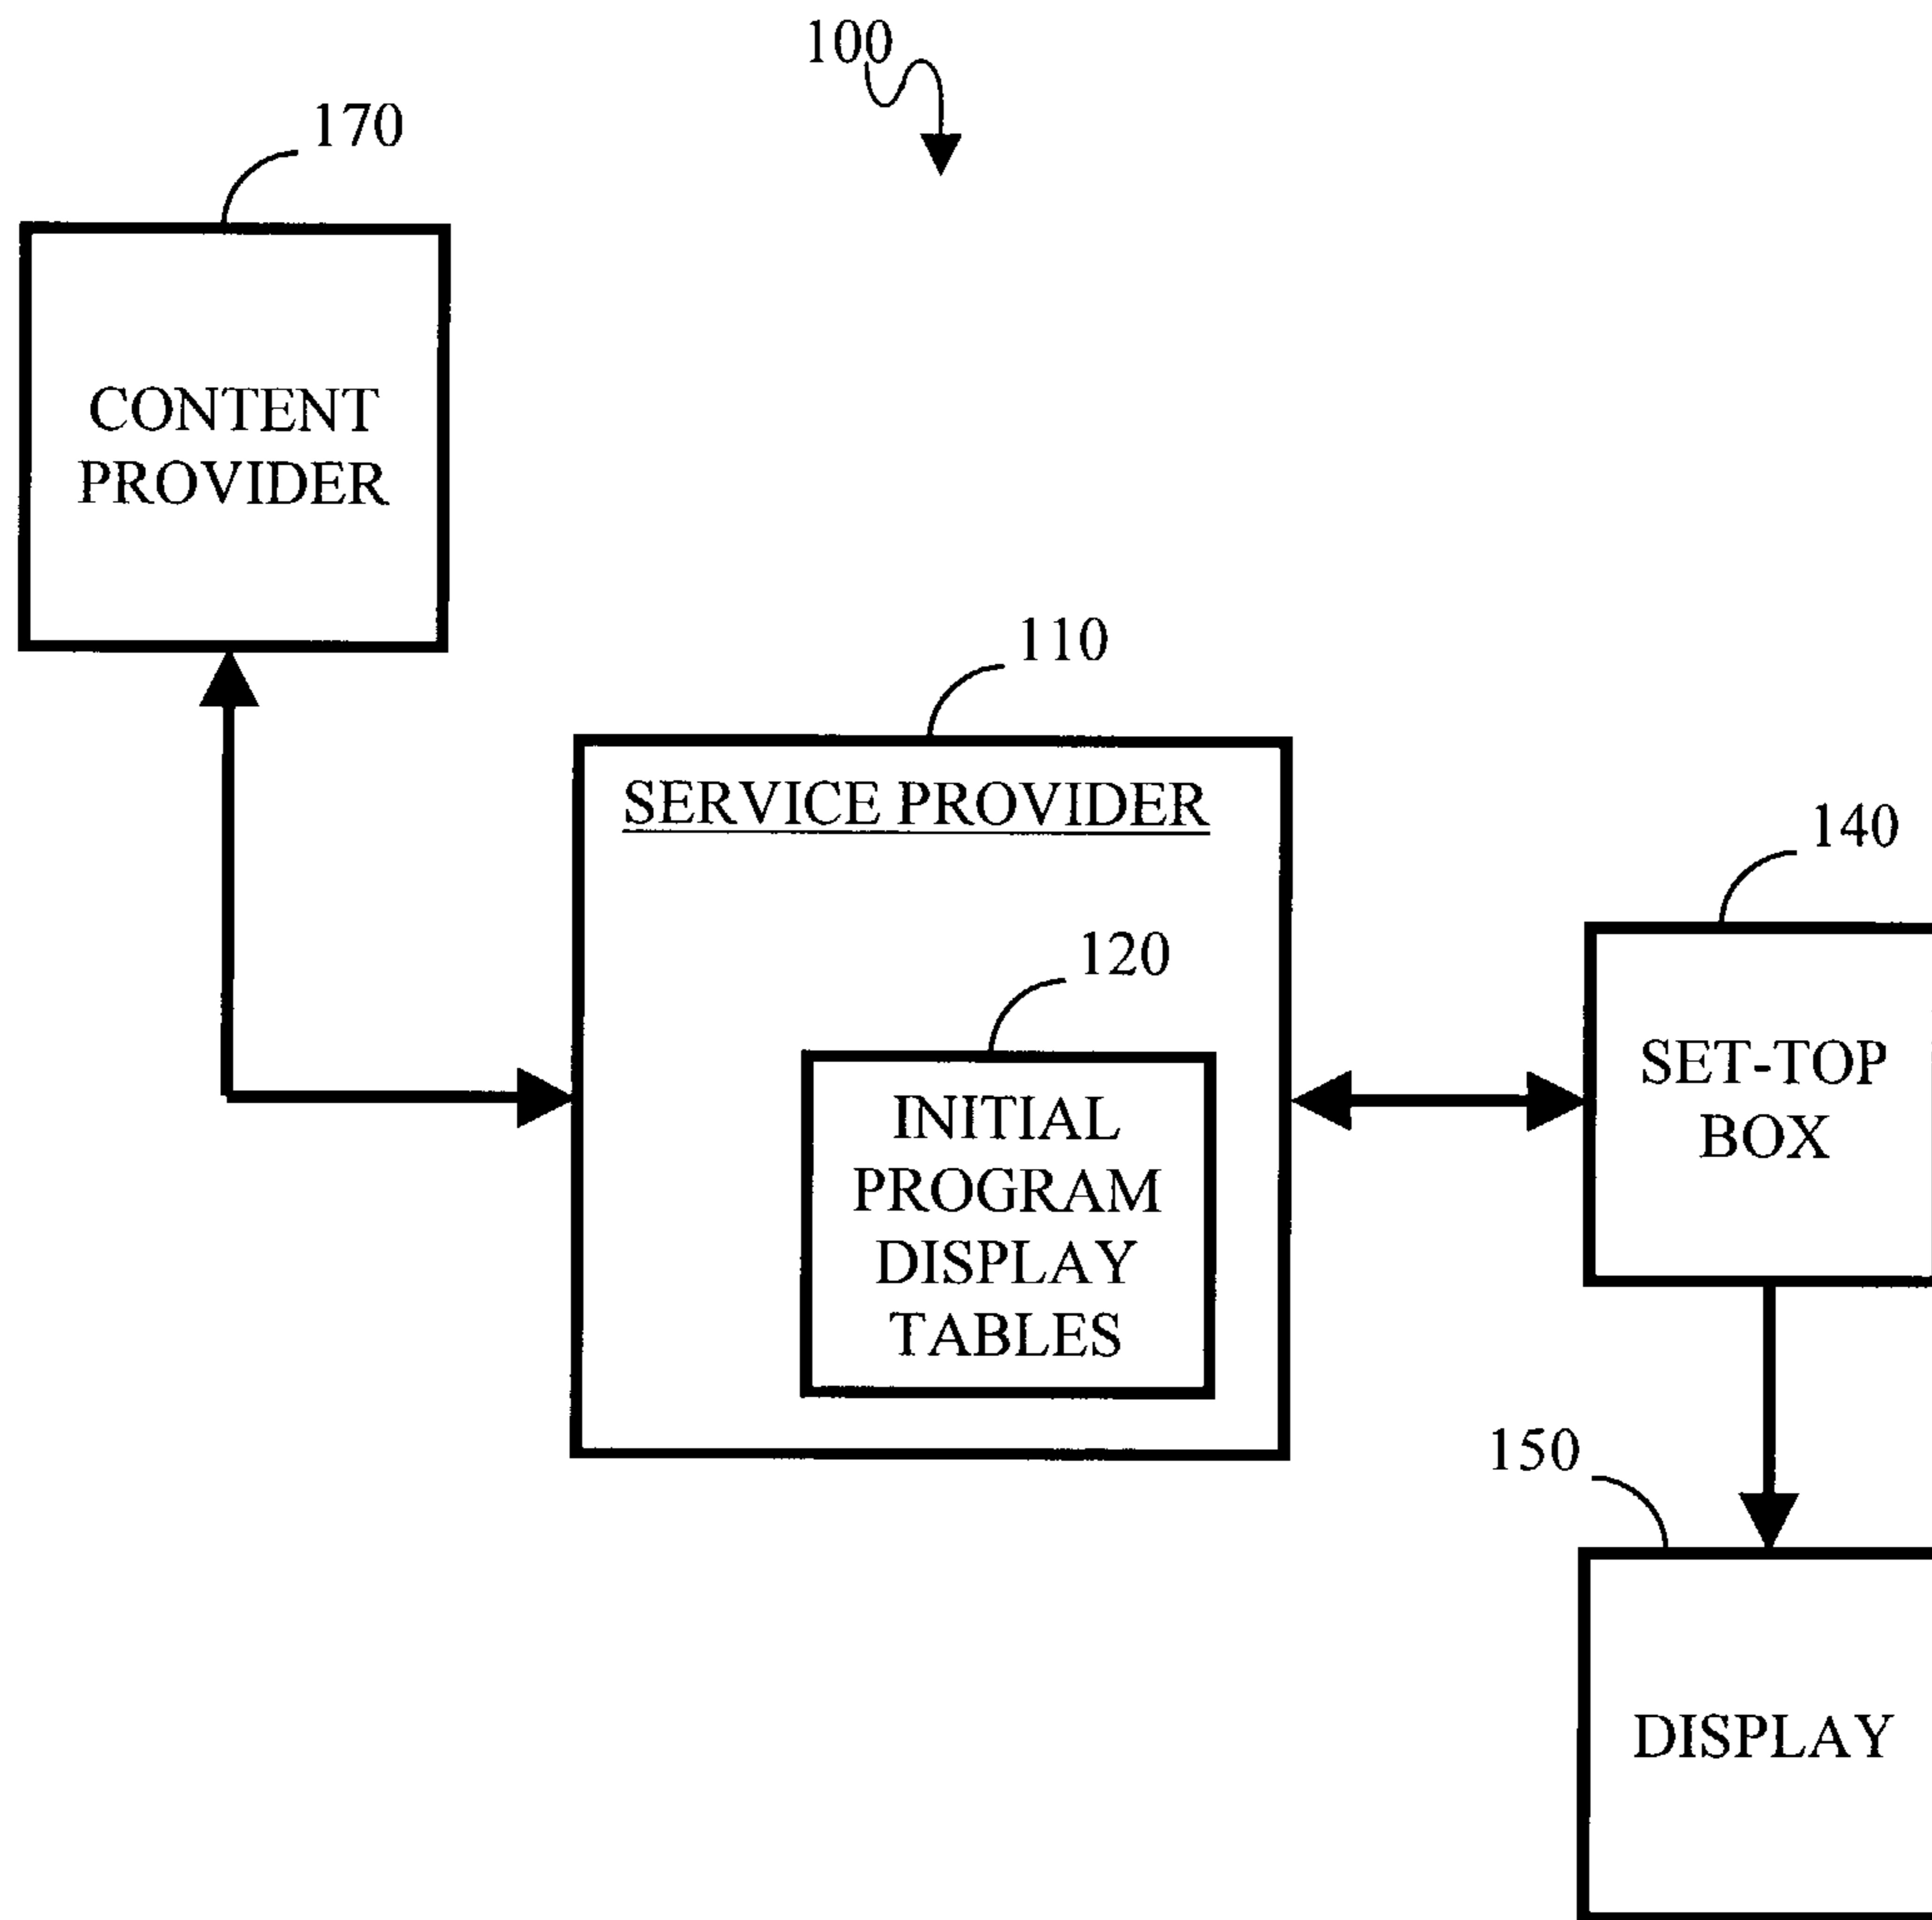 100
170
CONTENT
PROVIDER
110
SERVICE PROVIDER
140
120
SET-TOP
BOX
INITIAL
PROGRAM
DISPLAY
TABLES
150
DISPLAY